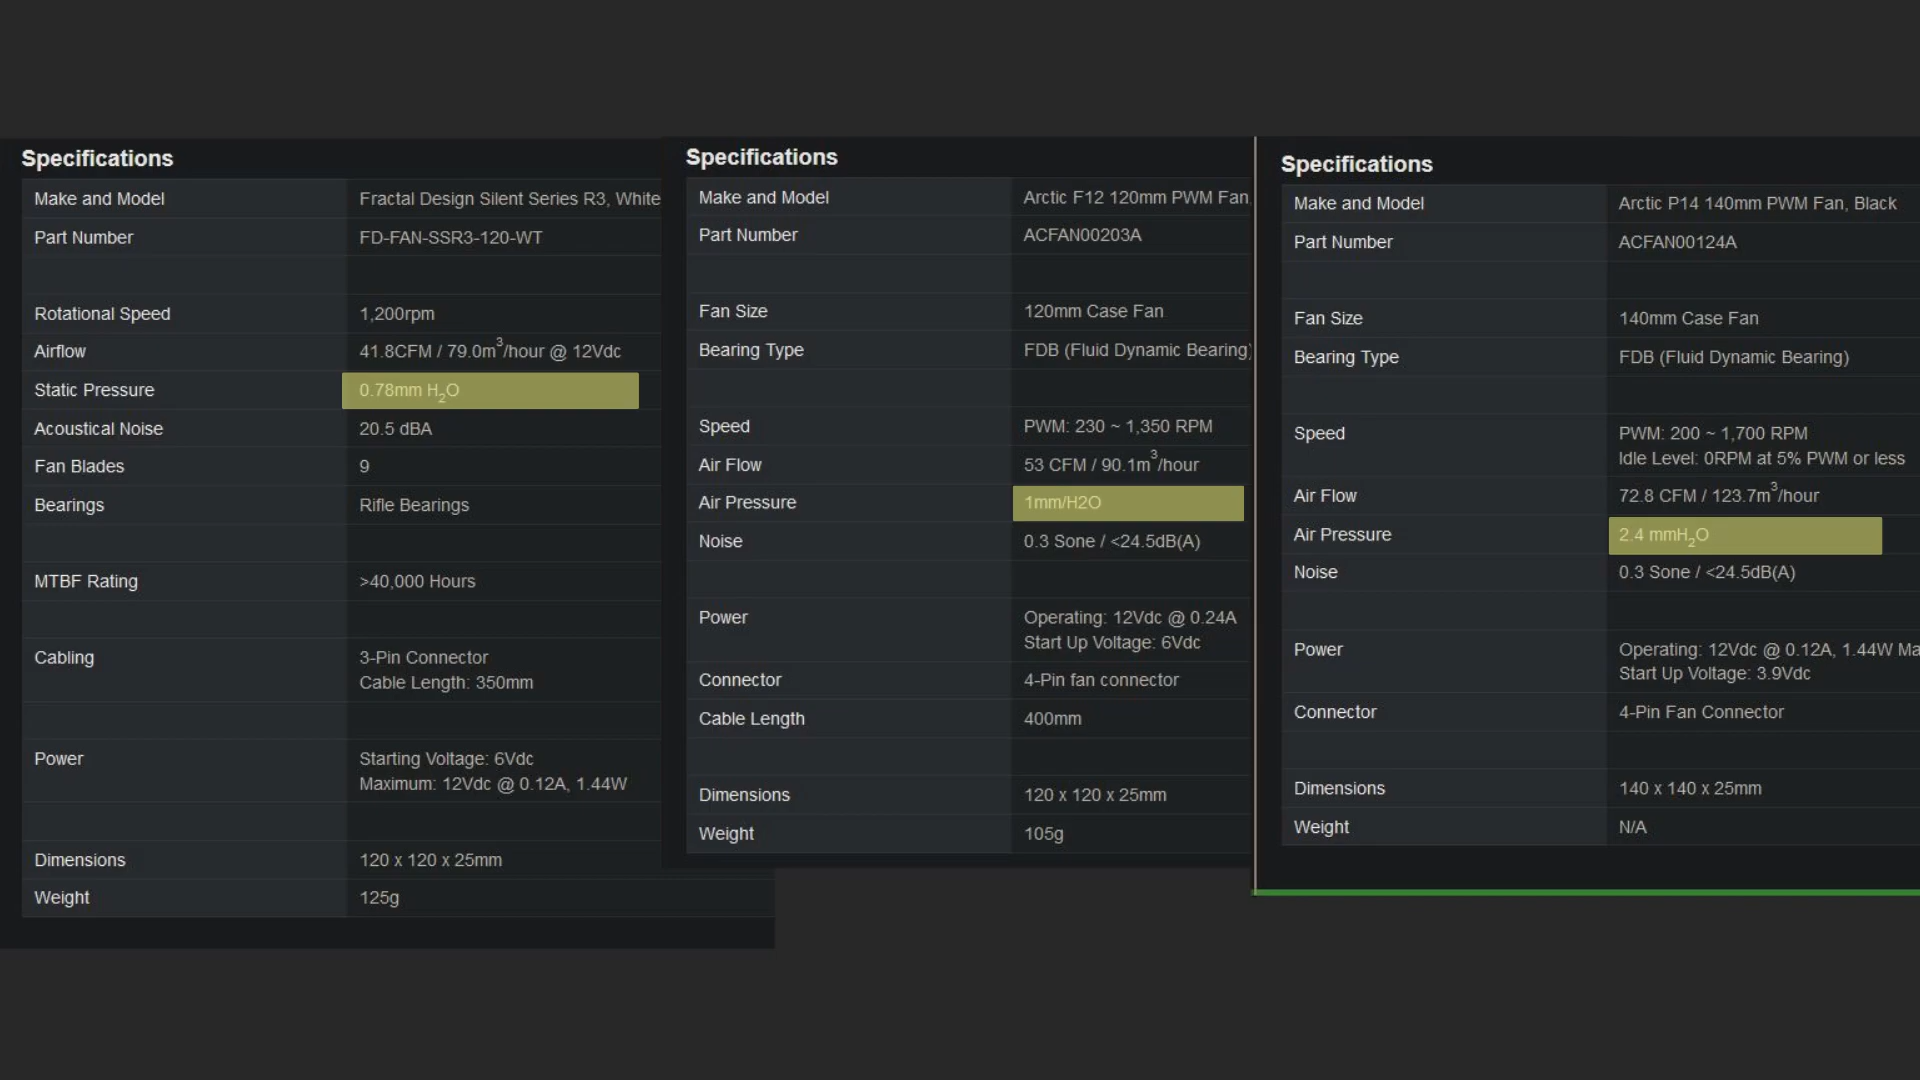 Specifications
Make and Model Fractal Design Silent Series R3, White
Part Number FD-FAN-SSR3-120-WT
Rotational Speed 1,200rpm
Airflow 41.8CFM / 79.0m³/hour @ 12Vdc
Static Pressure 0.78mm H₂O
Acoustical Noise 20.5 dBA
Fan Blades 9
Bearings Rifle Bearings
MTBF Rating >40,000 Hours
Cabling 3-Pin Connector
Cable Length: 350mm
Power Starting Voltage: 6Vdc
Maximum: 12Vdc @ 0.12A, 1.44W
Dimensions 120 x 120 x 25mm
Weight 125g
Specifications
Make and Model Arctic F12 120mm PWM Fan,
Part Number ACFAN00203A
Fan Size 120mm Case Fan
Bearing Type FDB (Fluid Dynamic Bearing)
Speed PWM: 230 ~ 1,350 RPM
Air Flow 53 CFM / 90.1m³/hour
Air Pressure 1mm/H2O
Noise 0.3 Sone / <24.5dB(A)
Power Operating: 12Vdc @ 0.24A
Start Up Voltage: 6Vdc
Connector 4-Pin fan connector
Cable Length 400mm
Dimensions 120 x 120 x 25mm
Weight 105g
Specifications
Make and Model Arctic P14 140mm PWM Fan, Black
Part Number ACFAN00124A
Fan Size 140mm Case Fan
Bearing Type FDB (Fluid Dynamic Bearing)
Speed PWM: 200 ~ 1,700 RPM
Idle Level: 0RPM at 5% PWM or less
Air Flow 72.8 CFM / 123.7m³/hour
Air Pressure 2.4 mmH₂O
Noise 0.3 Sone / <24.5dB(A)
Power Operating: 12Vdc @ 0.12A, 1.44W Ma
Start Up Voltage: 3.9Vdc
Connector 4-Pin Fan Connector
Dimensions 140 x 140 x 25mm
Weight N/A